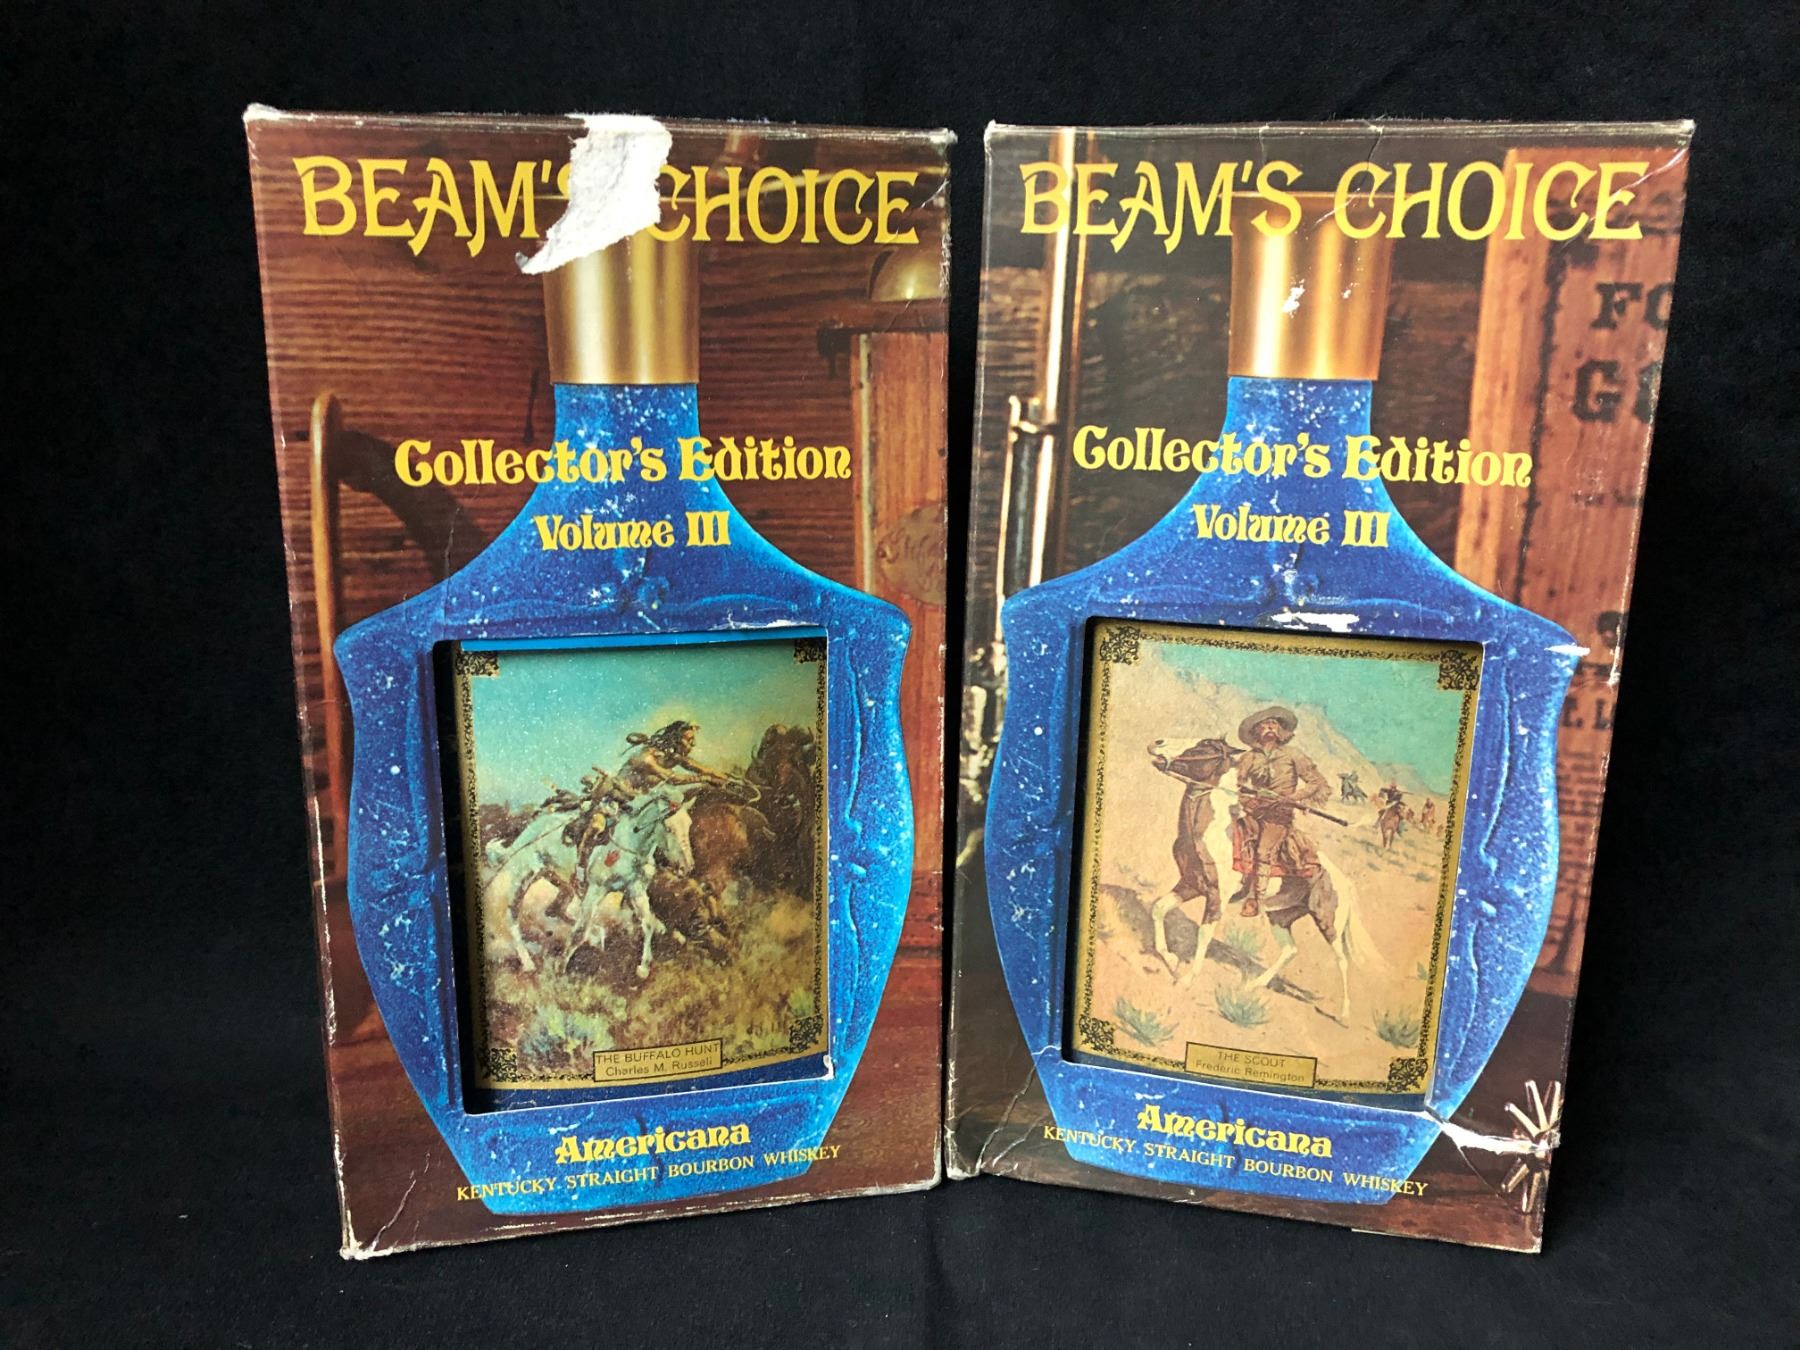 BEAM'S CHOICE
Collector's Edition
Volume III
THE BUFFALO HUNT
Charles M. Russell
Americana
KENTUCKY STRAIGHT BOURBON WHISKEY
BEAM'S CHOICE
Collector's Edition
Volume III
THE SCOUT
Frederic Remington
Americana
KENTUCKY STRAIGHT BOURBON WHISKEY